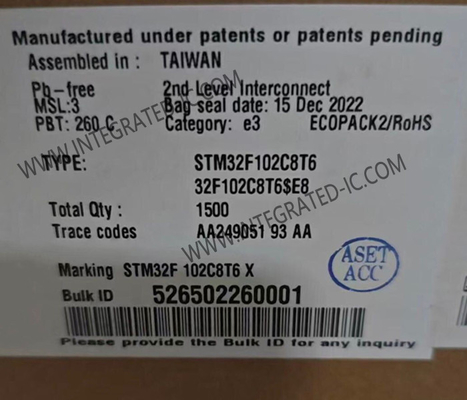 Manufactured under patents or patents pending
Assembled in : TAIWAN
Pb-free 2nd Level Interconnect
MSL:3 Bag seal date: 15 Dec 2022
PBT: 260 C Category: e3 ECOPACK2/RoHS
TYPE: STM32F102C8T6
32F102C8T6$E8
Total Qty : 1500
Trace codes AA249051 93 AA
Marking STM32F 102C8T6 X
ASET
ACC
Bulk ID 526502260001
Please provide the Bulk ID for any inquiry
WWW.INTEGRATED-IC.COM
WWW.INTEGRATED-IC.COM